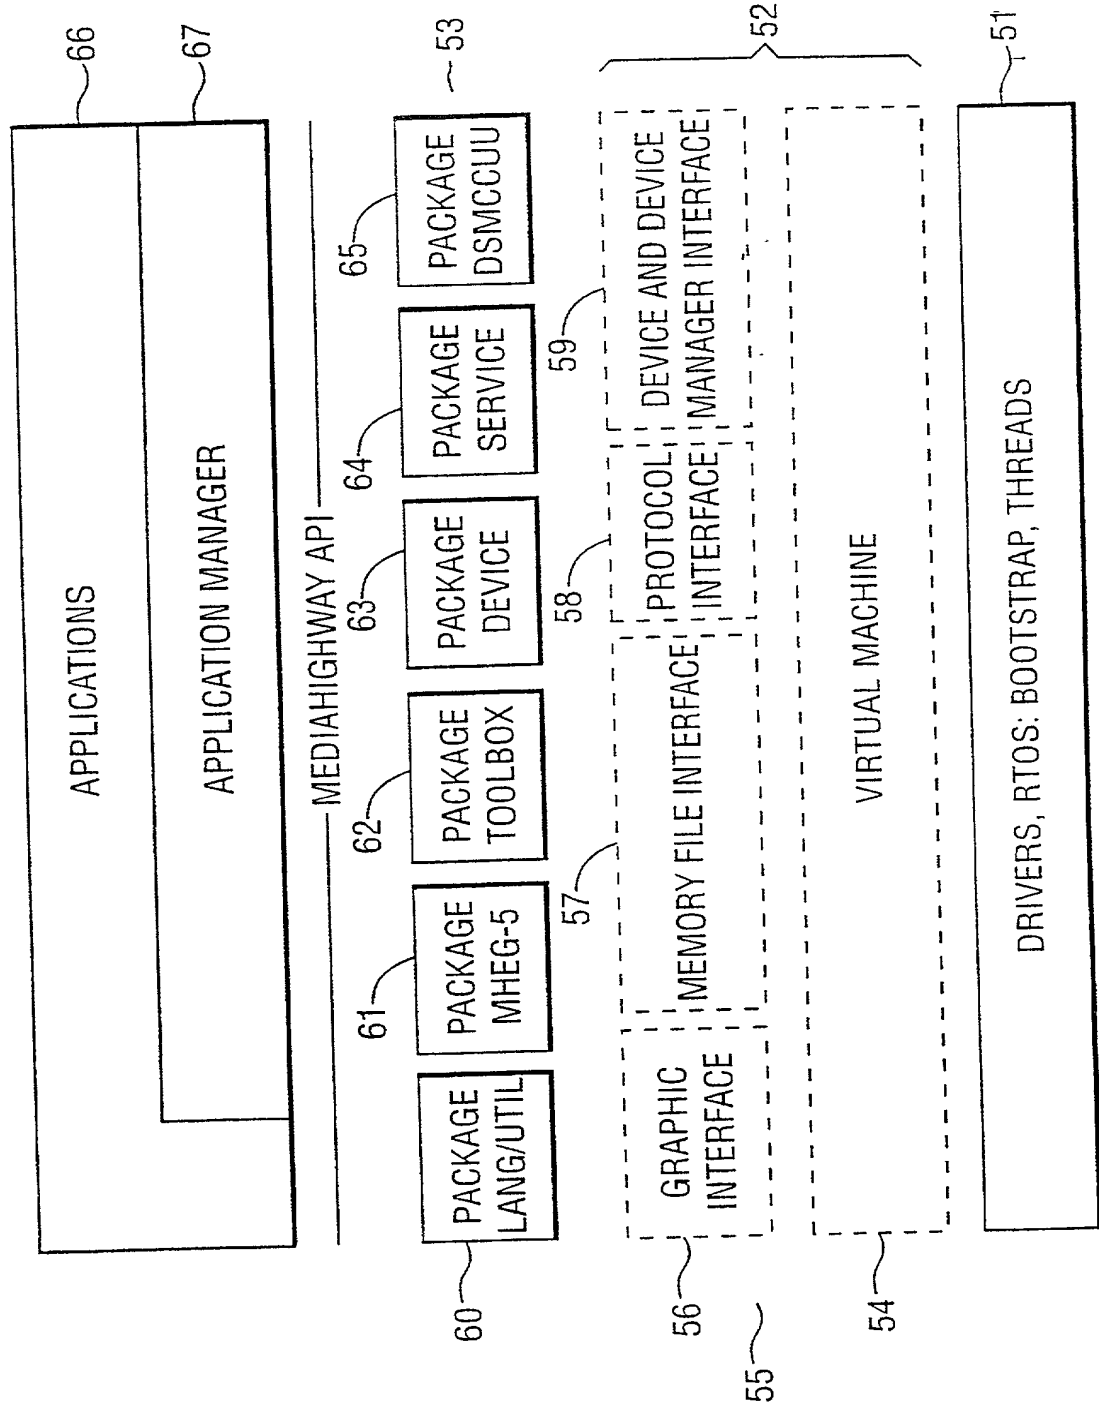 66
67
APPLICATIONS
APPLICATION MANAGER
MEDIAHIGHWAY API
53
60
61
62
63
64
65
PACKAGE
LANG/UTIL
PACKAGE
MHEG-5
PACKAGE
TOOLBOX
PACKAGE
DEVICE
PACKAGE
SERVICE
PACKAGE
DSMCCUU
52
56
57
58
59
GRAPHIC
INTERFACE
MEMORY FILE INTERFACE
PROTOCOL
INTERFACE
DEVICE AND DEVICE
MANAGER INTERFACE
55
54
VIRTUAL MACHINE
51
DRIVERS, RTOS: BOOTSTRAP, THREADS